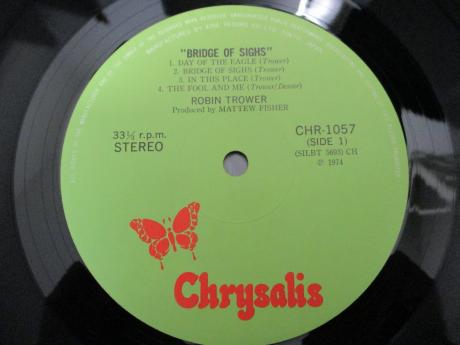 "BRIDGE OF SIGHS"
1. DAY OF THE EAGLE (Trower)
2. BRIDGE OF SIGHS (Trower)
3. IN THIS PLACE (Trower)
4. THE FOOL AND ME (Trower/Dewar)
ROBIN TROWER
Produced by MATTEW FISHER
33⅓ r.p.m.
STEREO
CHR-1057
(SIDE 1)
(SILBT 5693) CH
℗ 1974
Chrysalis